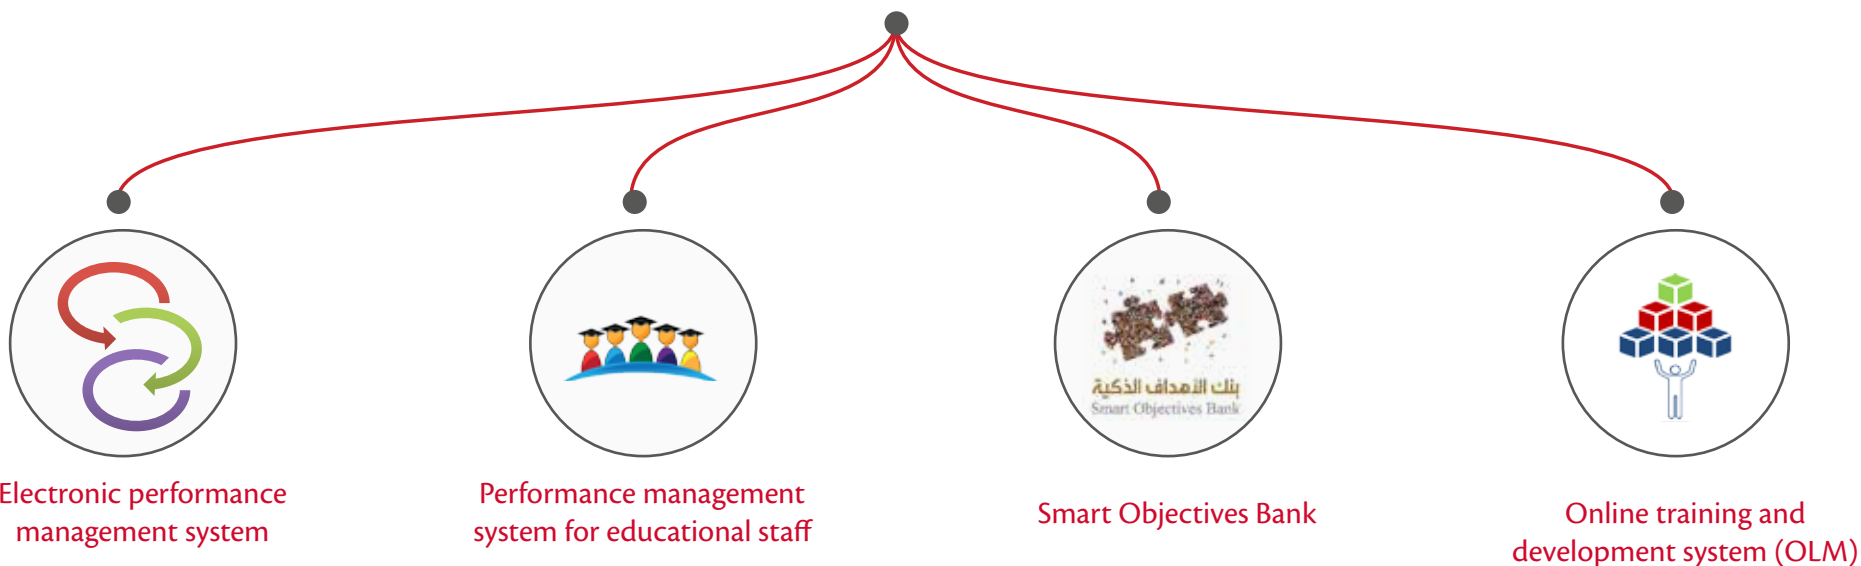 بنك الأهداف الذكية
Smart Objectives Bank
Electronic performance
management system
Performance management
system for educational staff
Smart Objectives Bank
Online training and
development system (OLM)